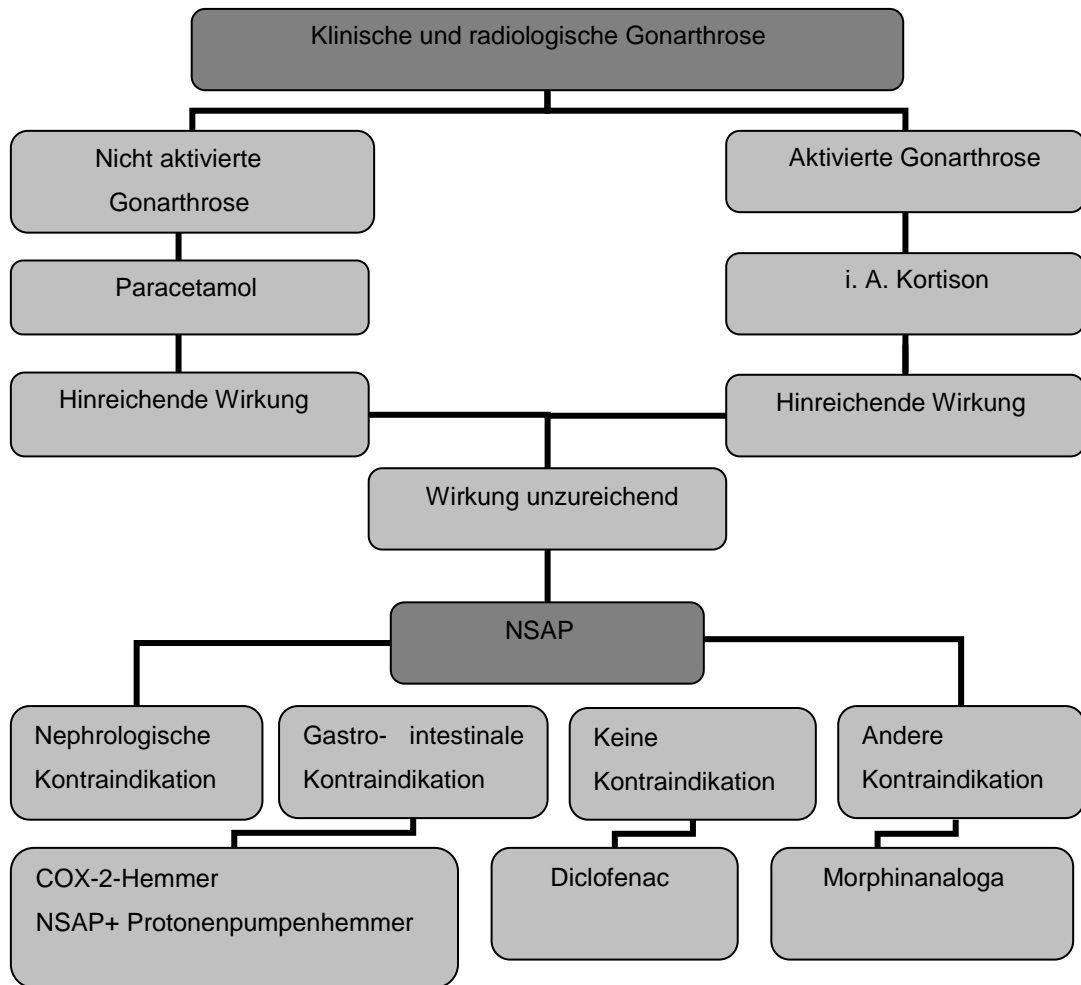 Klinische und radiologische Gonarthrose
Nicht aktivierte
Gonarthrose
Aktivierte Gonarthrose
Paracetamol
i. A. Kortison
Hinreichende Wirkung
Hinreichende Wirkung
Wirkung unzureichend
NSAP
Nephrologische
Kontraindikation
Gastro- intestinale
Kontraindikation
Keine
Kontraindikation
Andere
Kontraindikation
COX-2-Hemmer
NSAP+ Protonenpumpenhemmer
Diclofenac
Morphinanaloga